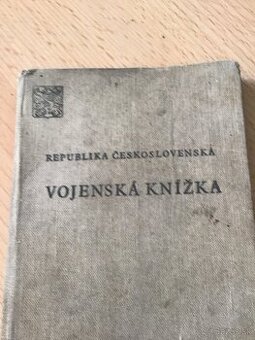 REPUBLIKA ČESKOSLOVENSKÁ
VOJENSKÁ KNÍŽKA